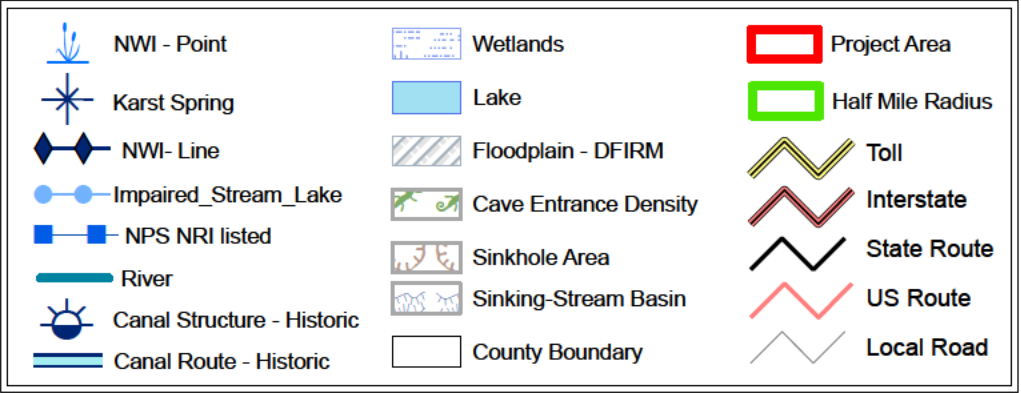 NWI - Point
Karst Spring
NWI- Line
Impaired_Stream_Lake
NPS NRI listed
River
Canal Structure - Historic
Canal Route - Historic
Wetlands
Lake
Floodplain - DFIRM
Cave Entrance Density
Sinkhole Area
Sinking-Stream Basin
County Boundary
Project Area
Half Mile Radius
Toll
Interstate
State Route
US Route
Local Road